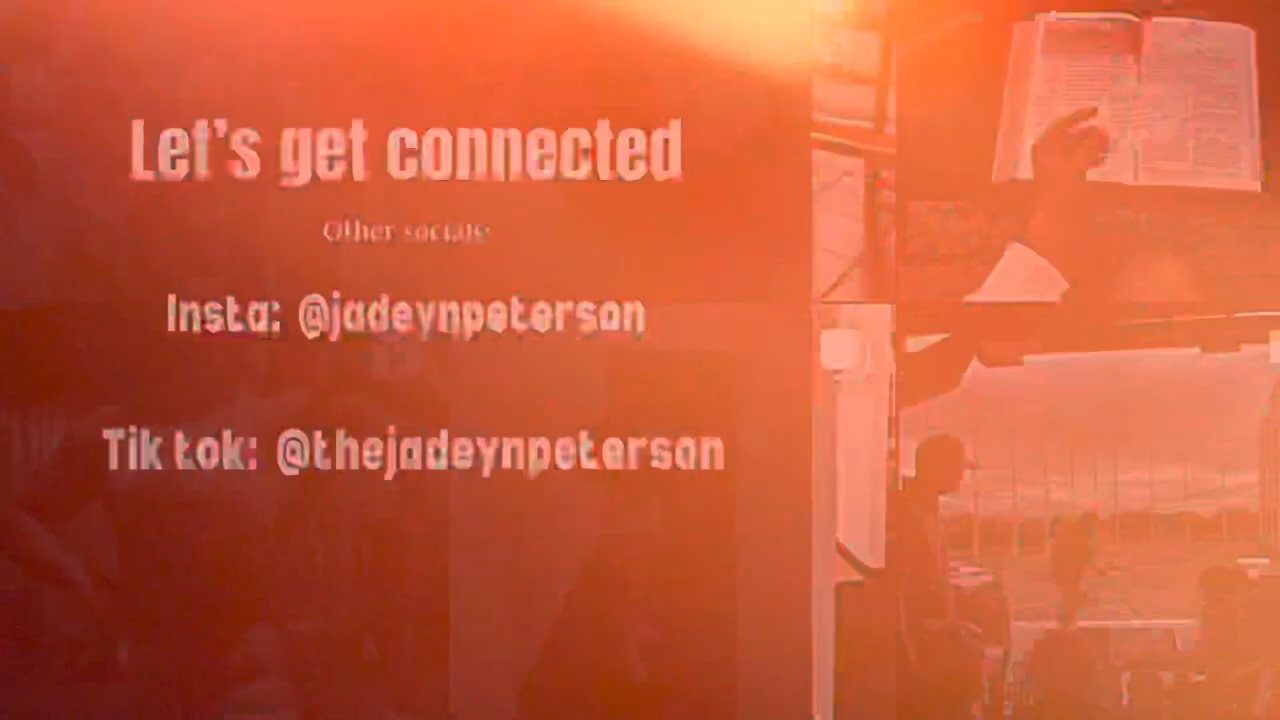 Let's get connected
Other socials
Insta: @jadeynpeterson
Tik tok: @thejadeynpeterson